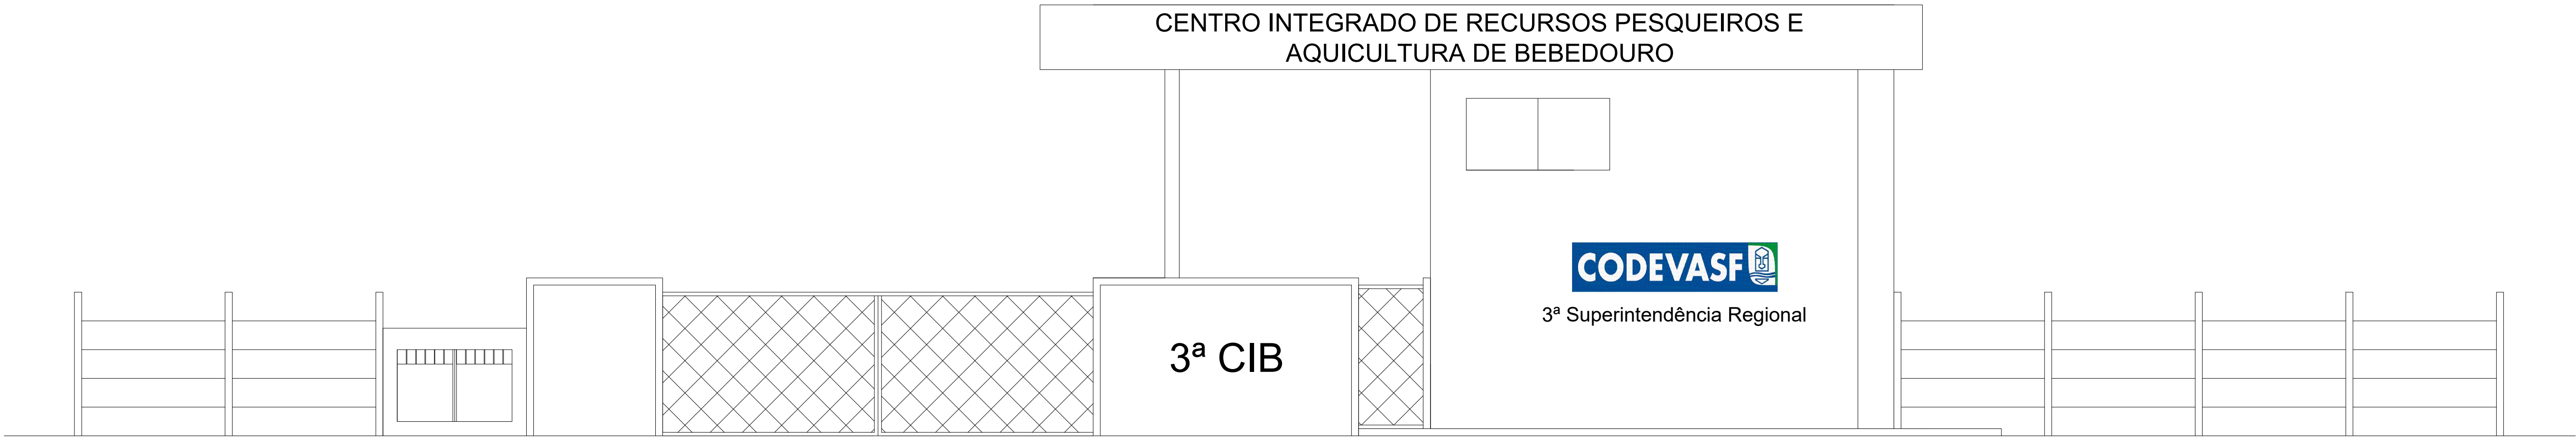 CENTRO INTEGRADO DE RECURSOS PESQUEIROS E
AQUICULTURA DE BEBEDOURO
CODEVASF
3ª Superintendência Regional
3ª CIB